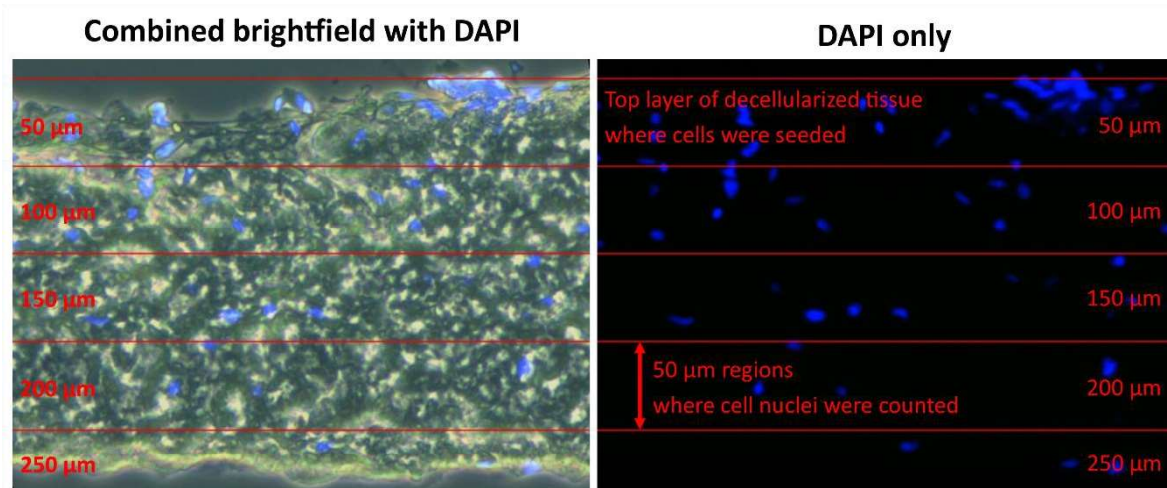 Combined brightfield with DAPI
DAPI only
50 µm
100 µm
150 µm
200 µm
250 µm
Top layer of decellularized tissue
where cells were seeded
50 µm
100 µm
150 µm
50 µm regions
where cell nuclei were counted
200 µm
250 µm